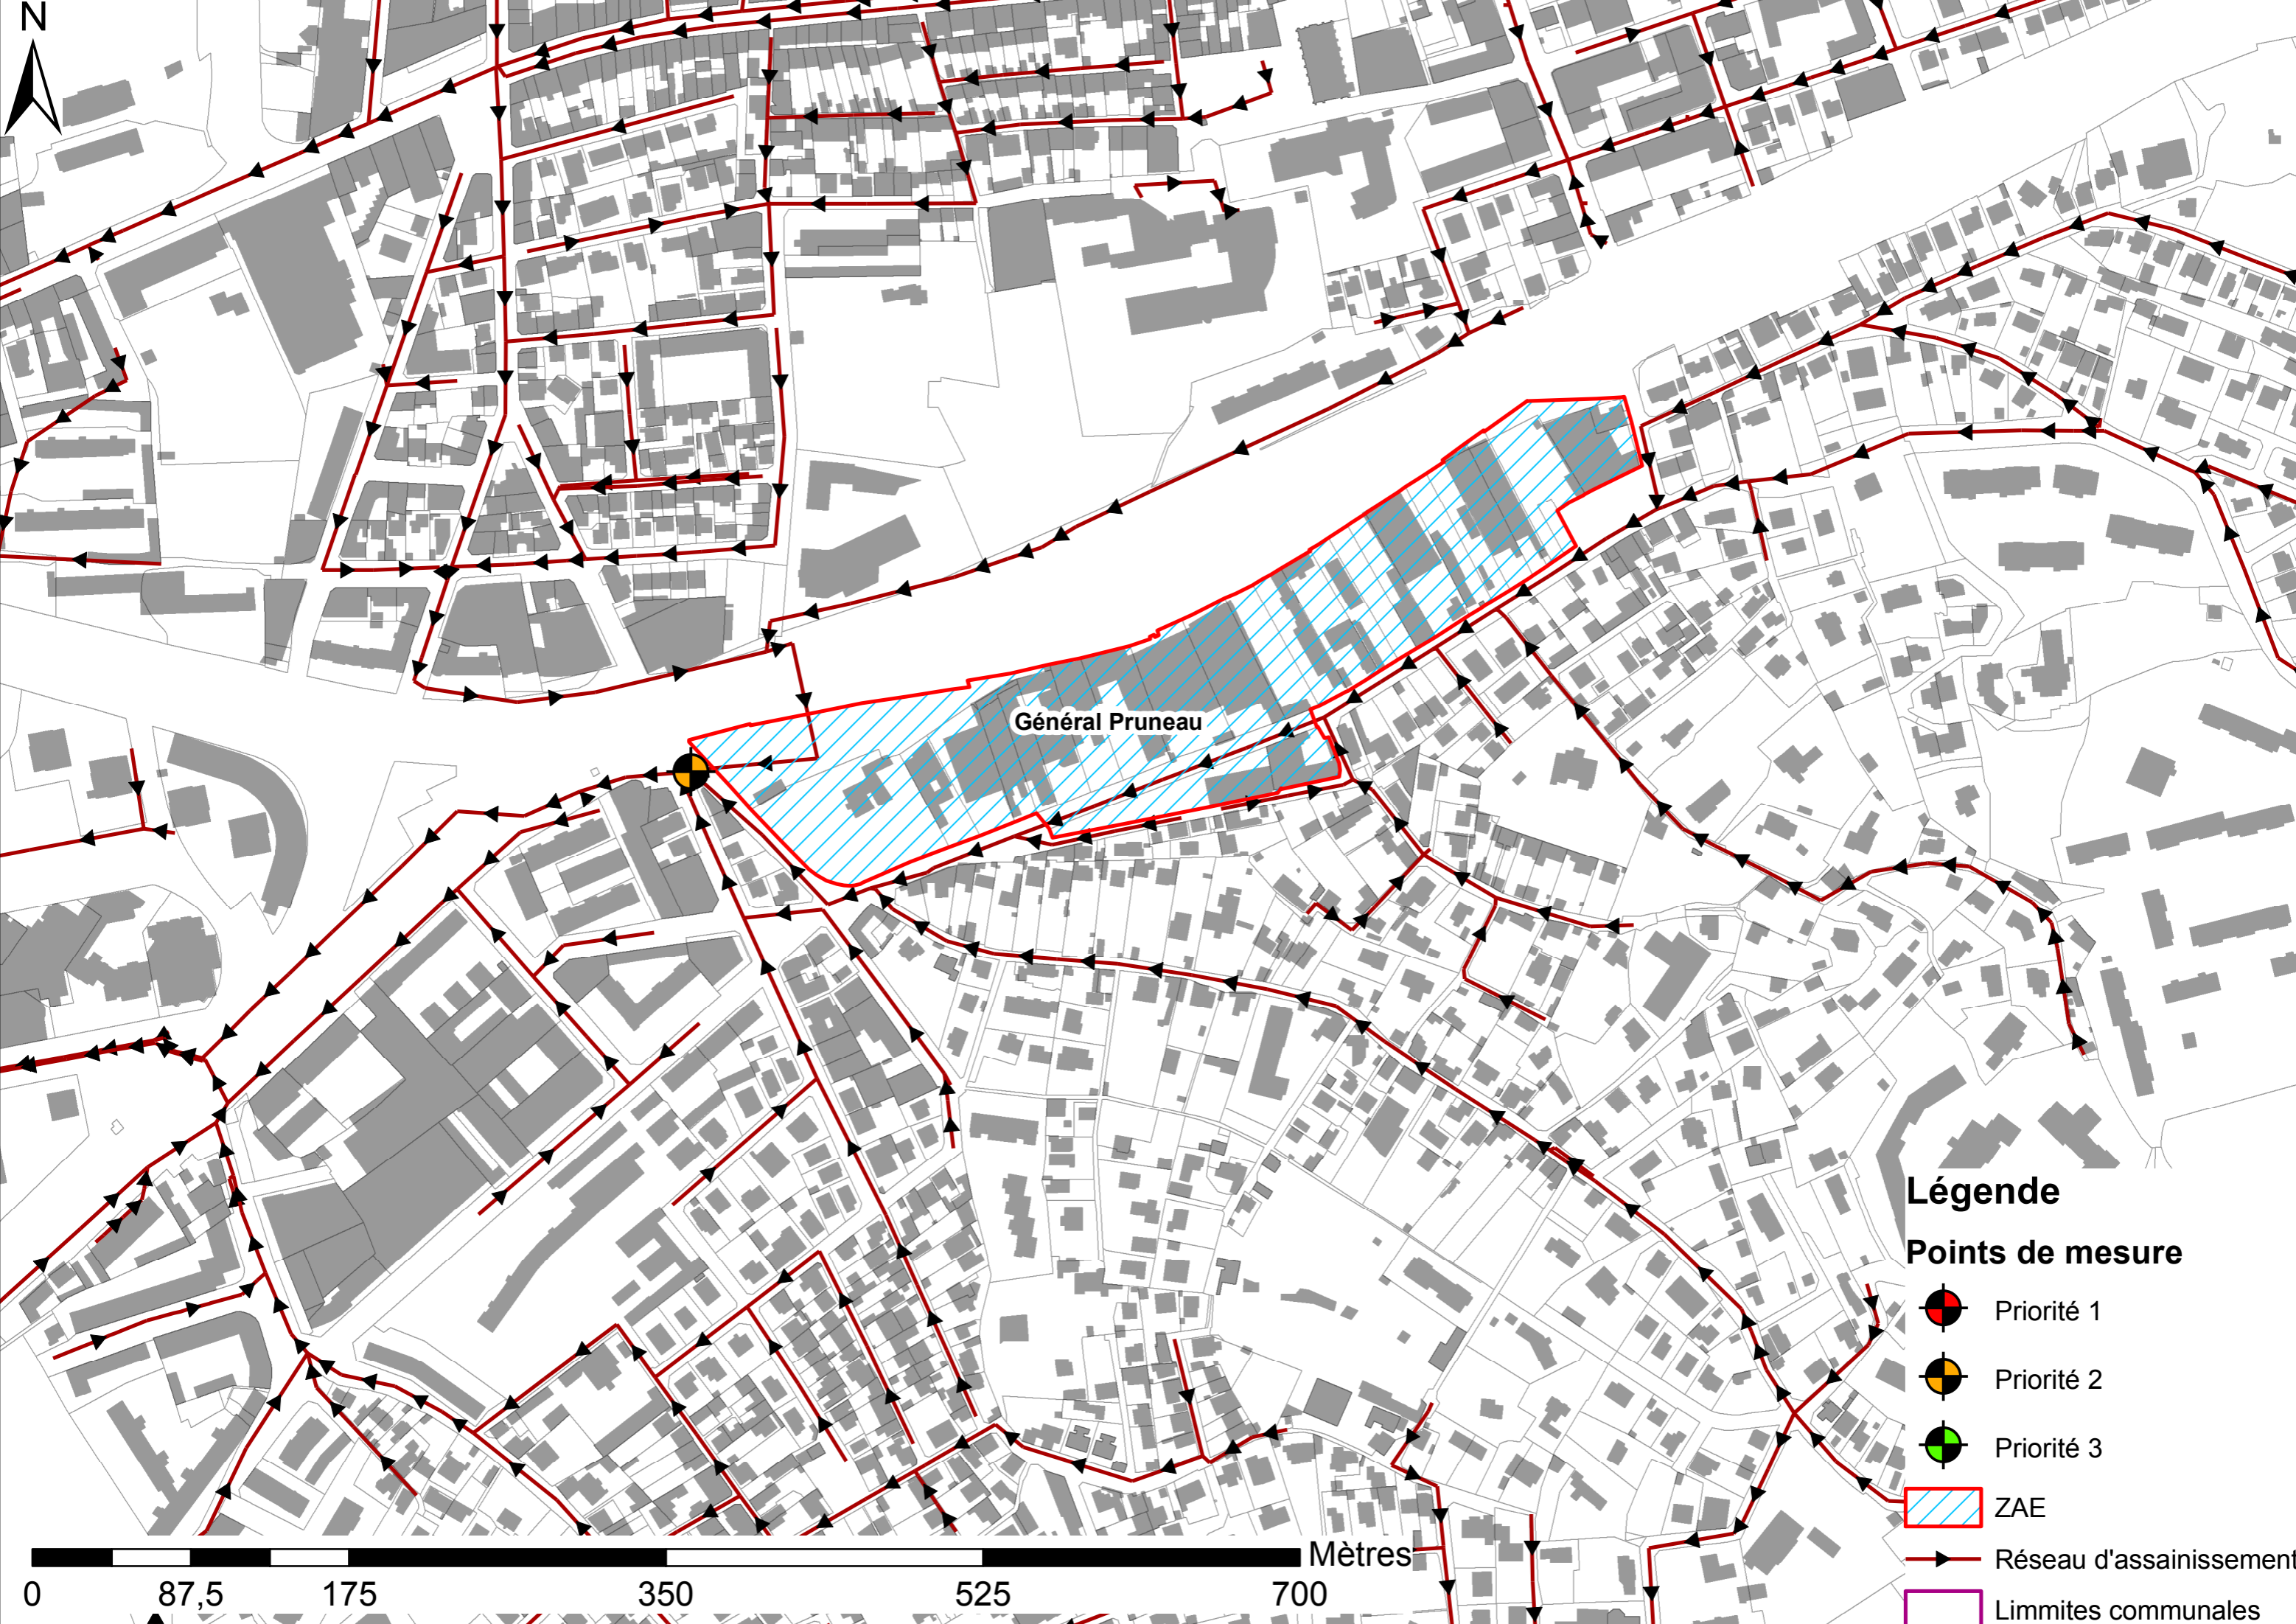 N
Général Pruneau
Légende
Points de mesure
Priorité 1
Priorité 2
Priorité 3
ZAE
Réseau d'assainissement
Limmites communales
Mètres
0 87,5 175 350 525 700